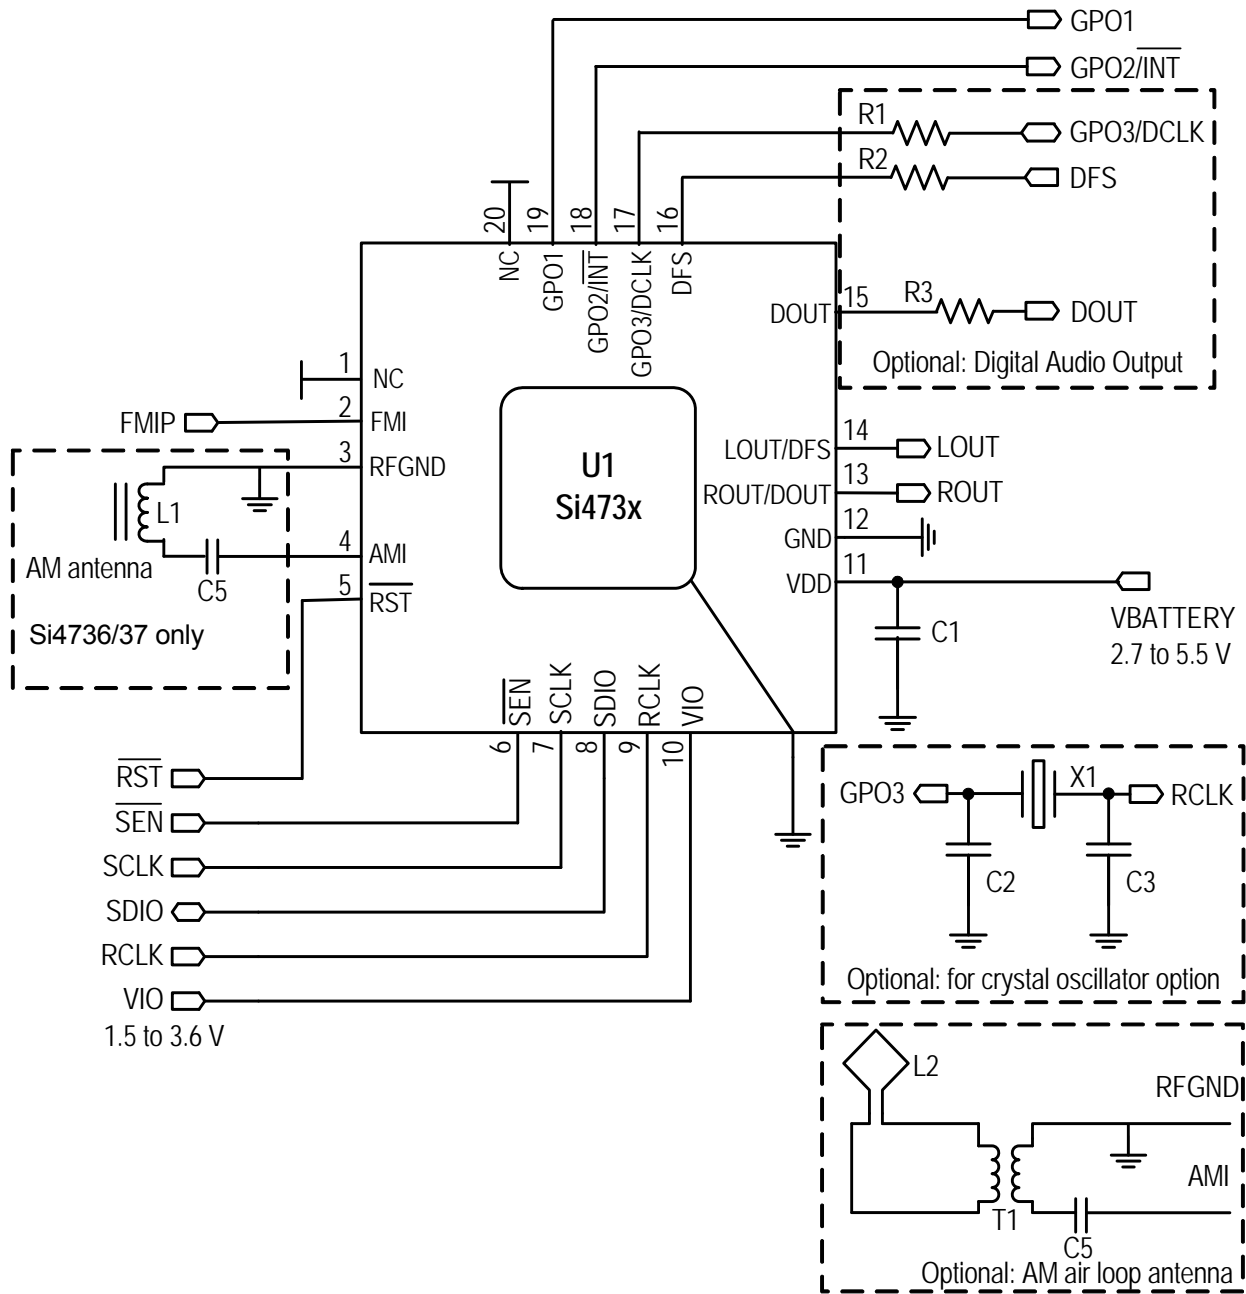 GPO1
GPO2/INT
R1
GPO3/DCLK
R2
DFS
20
19
18
17
16
NC
GPO1
GPO2/INT
GPO3/DCLK
DFS
DOUT
15
R3
DOUT
Optional: Digital Audio Output
1
NC
FMIP
2
FMI
3
RFGND
L1
4
AMI
AM antenna
C5
5
RST
Si4736/37 only
U1
Si473x
LOUT/DFS
14
LOUT
ROUT/DOUT
13
ROUT
GND
12
VDD
11
VBATTERY
2.7 to 5.5 V
C1
SEN
SCLK
SDIO
RCLK
VIO
6
7
8
9
10
RST
SEN
SCLK
SDIO
RCLK
VIO
1.5 to 3.6 V
GPO3
X1
RCLK
C2
C3
Optional: for crystal oscillator option
L2
RFGND
AMI
T1
C5
Optional: AM air loop antenna